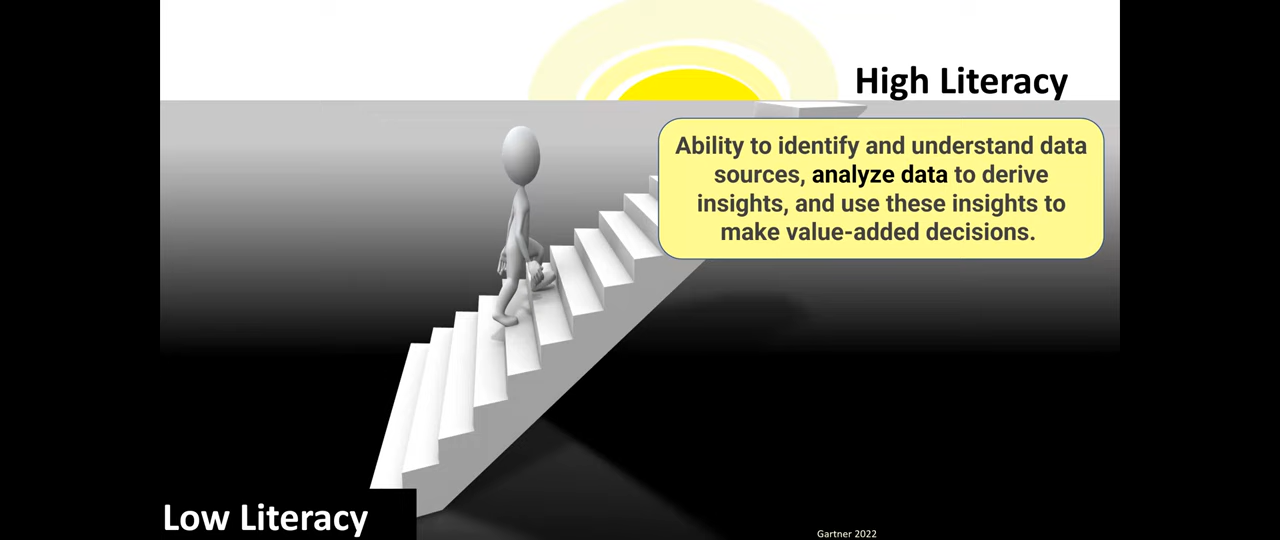 High Literacy
Ability to identify and understand data
sources, analyze data to derive
insights, and use these insights to
make value-added decisions.
Low Literacy
Gartner 2022